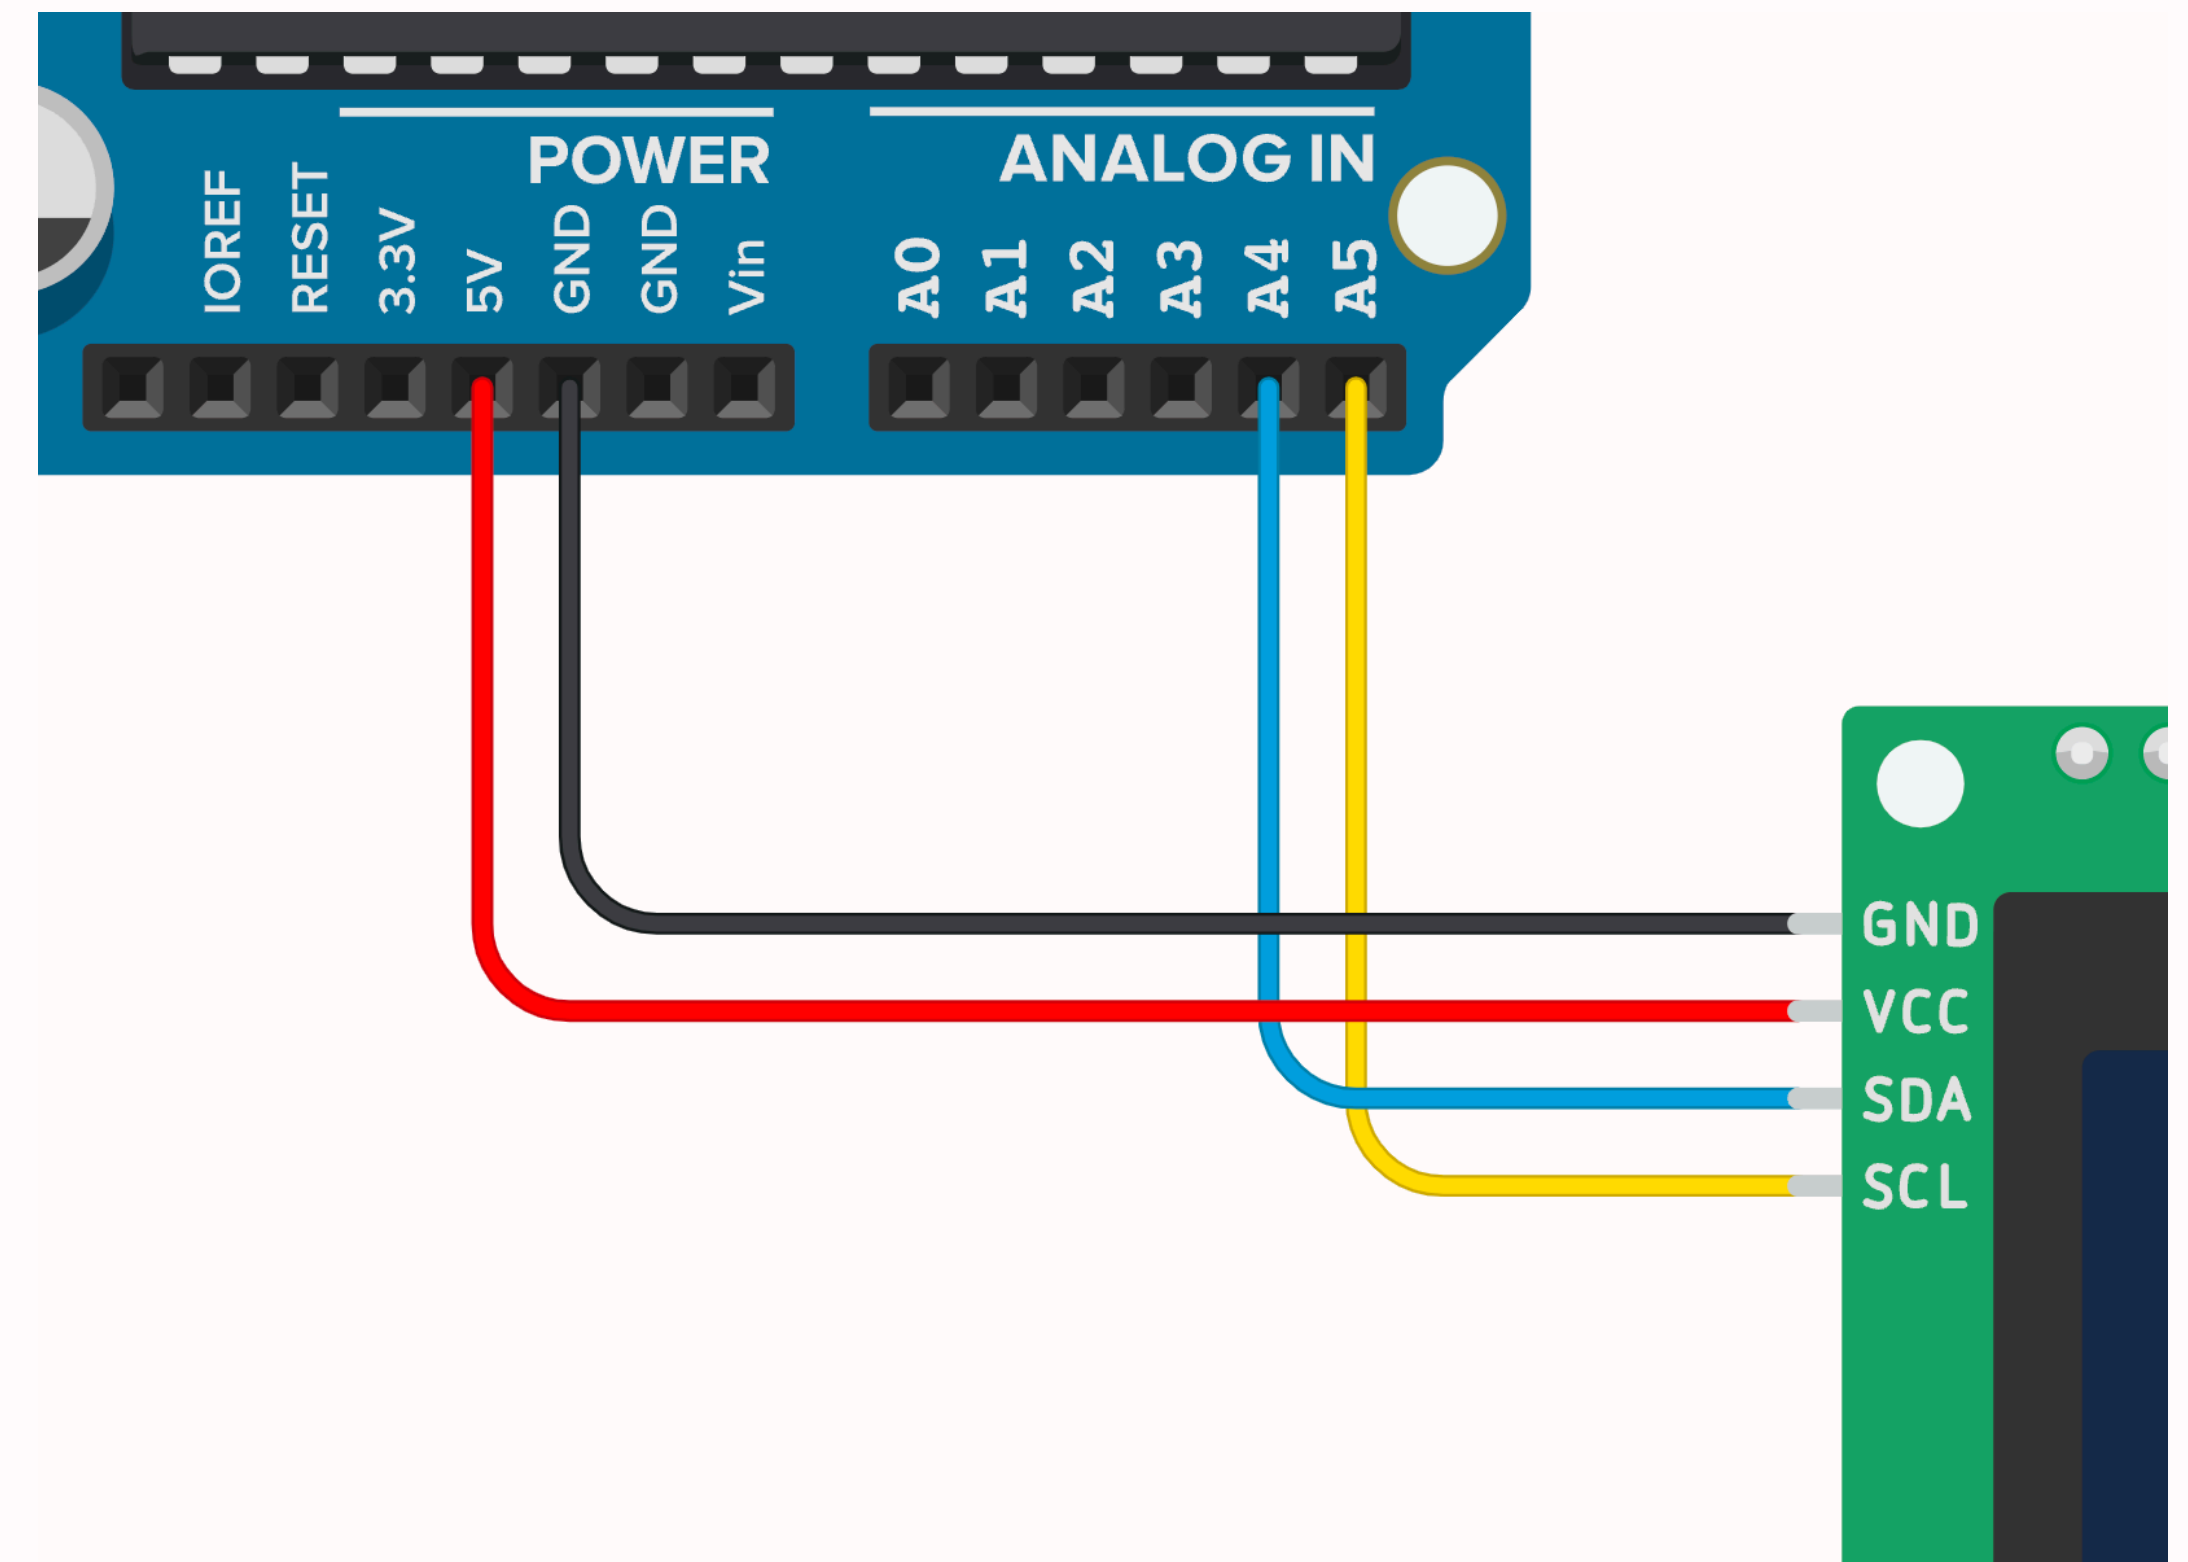 POWER
ANALOG IN
IOREF
RESET
3.3V
5V
GND
GND
Vin
A0
A1
A2
A3
A4
A5
GND
VCC
SDA
SCL